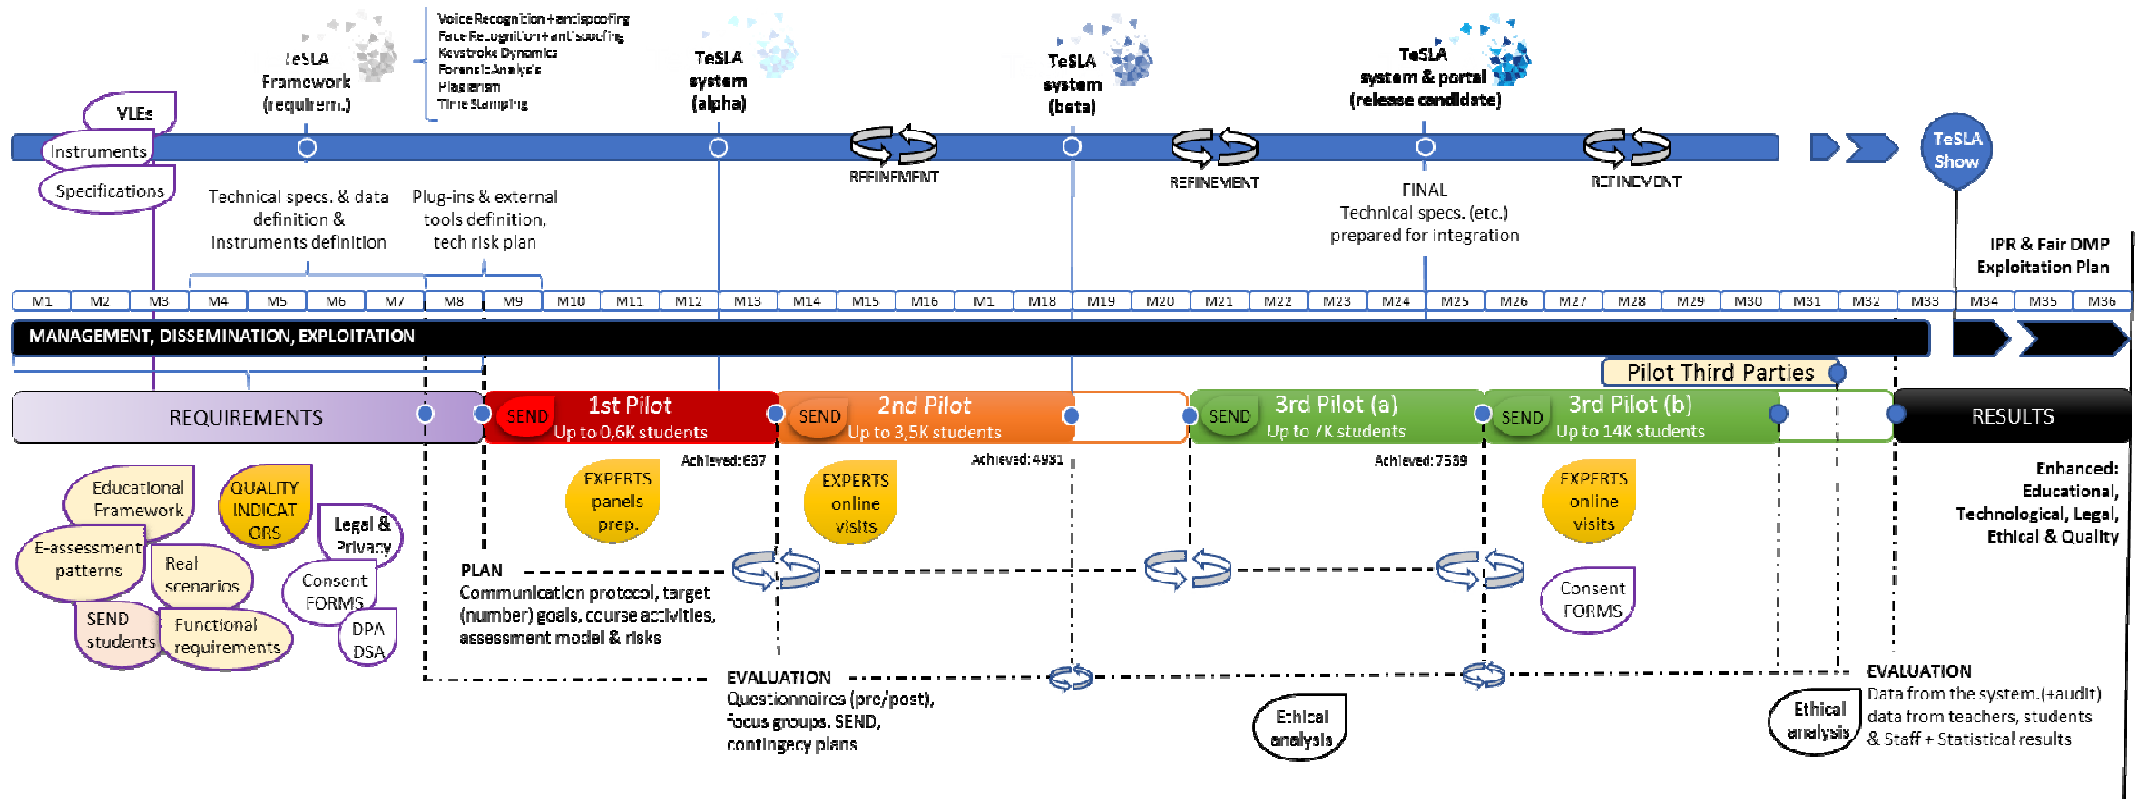 TeSLA
Framework
(requirem.)
Voice Recognition+antispoofing
Face Recognition+antispoofing
Keystroke Dynamics
Forensic Analysis
Plagiarism
Time Stamping
TeSLA
system
(alpha)
TeSLA
system
(beta)
TeSLA
system & portal
(release candidate)
VLEs
Instruments
Specifications
REFINEMENT
REFINEMENT
REFINEMENT
TeSLA
Show
Technical specs. & data
definition &
instruments definition
Plug-ins & external
tools definition,
tech risk plan
FINAL
Technical specs. (etc.)
prepared for integration
IPR & Fair DMP
Exploitation Plan
M1 M2 M3 M4 M5 M6 M7 M8 M9 M10 M11 M12 M13 M14 M15 M16 M1 M18 M19 M20 M21 M22 M23 M24 M25 M26 M27 M28 M29 M30 M31 M32 M33 M34 M35 M36
MANAGEMENT, DISSEMINATION, EXPLOITATION
Pilot Third Parties
REQUIREMENTS
SEND
1st Pilot
Up to 0,6K students
SEND
2nd Pilot
Up to 3,5K students
SEND
3rd Pilot (a)
Up to 7K students
SEND
3rd Pilot (b)
Up to 14K students
RESULTS
Achieved: 637
Achieved: 4931
Achieved: 7539
Educational
Framework
QUALITY
INDICAT
ORS
Legal &
Privacy
E-assessment
patterns
Real
scenarios
Consent
FORMS
SEND
students
Functional
requirements
DPA
DSA
EXPERTS
panels
prep.
EXPERTS
online
visits
EXPERTS
online
visits
Enhanced:
Educational,
Technological, Legal,
Ethical & Quality
PLAN
Communication protocol, target
(number) goals, course activities,
assessment model & risks
Consent
FORMS
EVALUATION
Questionnaires (pre/post),
focus groups. SEND,
contingecy plans
Ethical
analysis
Ethical
analysis
EVALUATION
Data from the system.(+audit)
data from teachers, students
& Staff + Statistical results